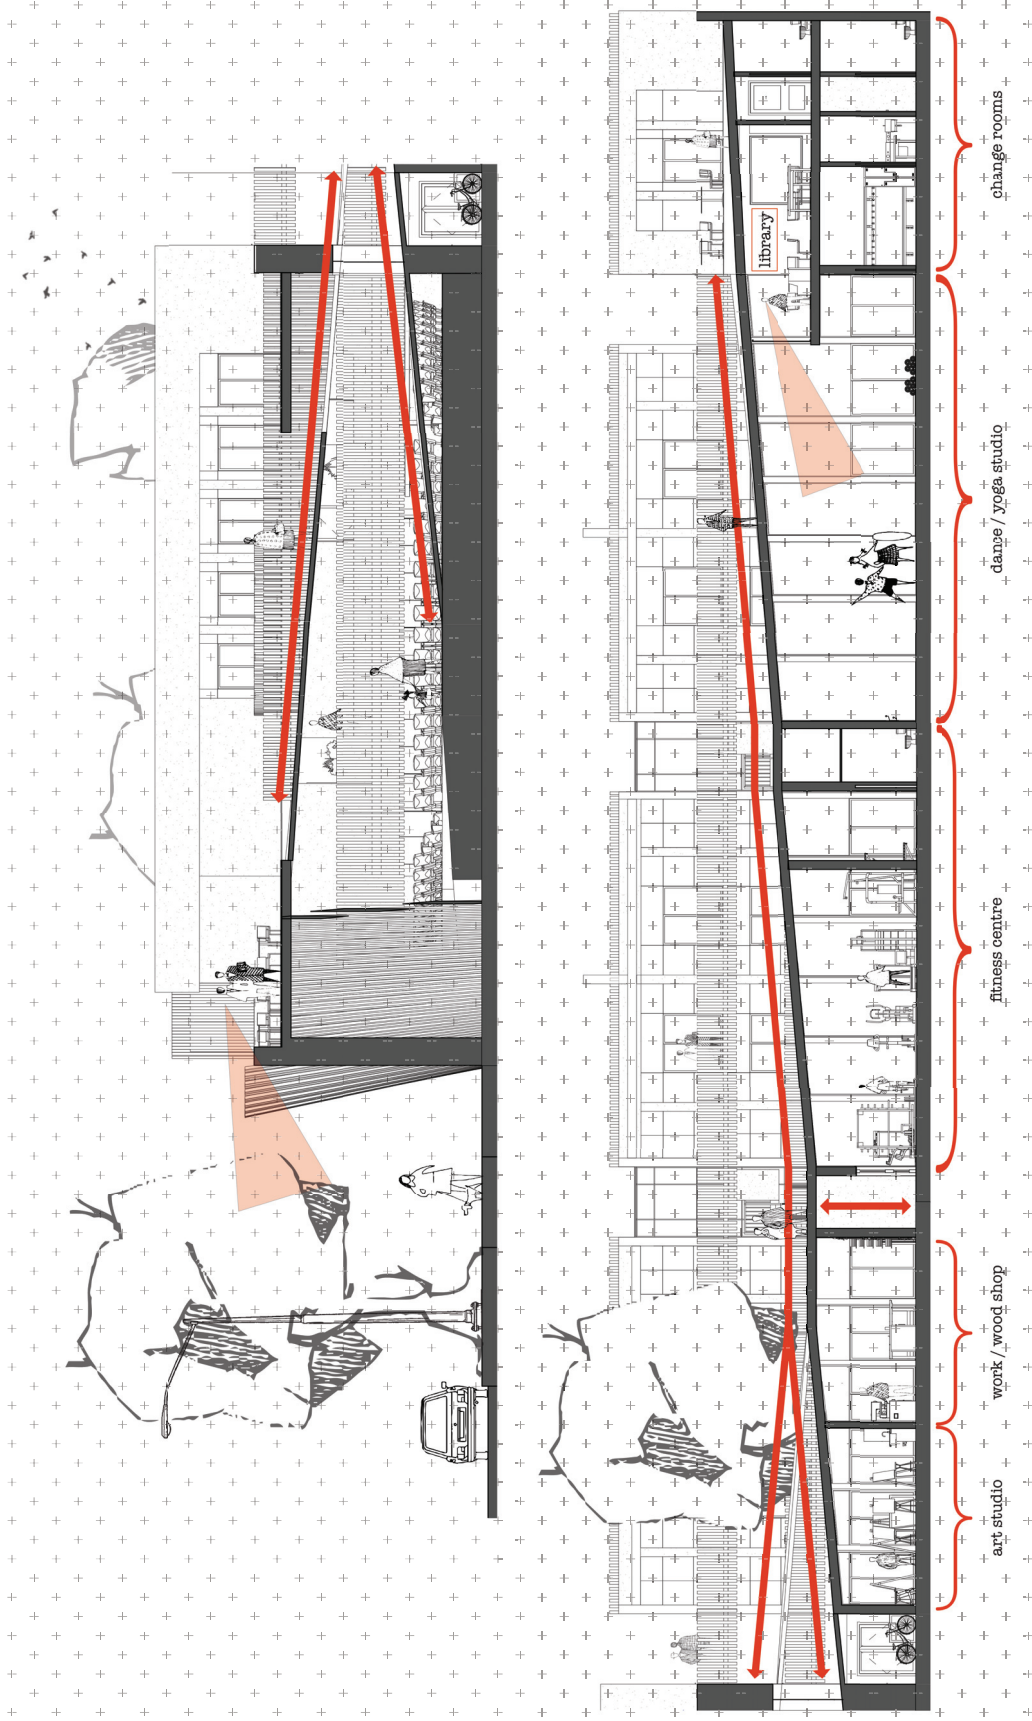 art studio
work / wood shop
fitness centre
dance / yoga studio
change rooms
library